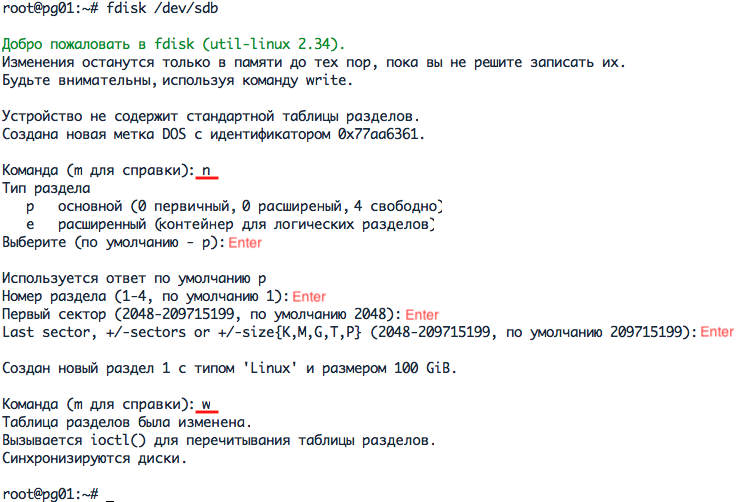 root@pg01:~# fdisk /dev/sdb
Добро пожаловать в fdisk (util-linux 2.34).
Изменения останутся только в памяти до тех пор, пока вы не решите записать их.
Будьте внимательны, используя команду write.
Устройство не содержит стандартной таблицы разделов.
Создана новая метка DOS с идентификатором 0x77aa6361.
Команда (m для справки): n
Тип раздела
p основной (0 первичный, 0 расширеный, 4 свободно)
e расширенный (контейнер для логических разделов)
Выберите (по умолчанию - p): Enter
Используется ответ по умолчанию p
Номер раздела (1-4, по умолчанию 1): Enter
Первый сектор (2048-209715199, по умолчанию 2048): Enter
Last sector, +/-sectors or +/-size{K,M,G,T,P} (2048-209715199, по умолчанию 209715199): Enter
Создан новый раздел 1 с типом 'Linux' и размером 100 GiB.
Команда (m для справки): w
Таблица разделов была изменена.
Вызывается ioctl() для перечитывания таблицы разделов.
Синхронизируются диски.
root@pg01:~# _